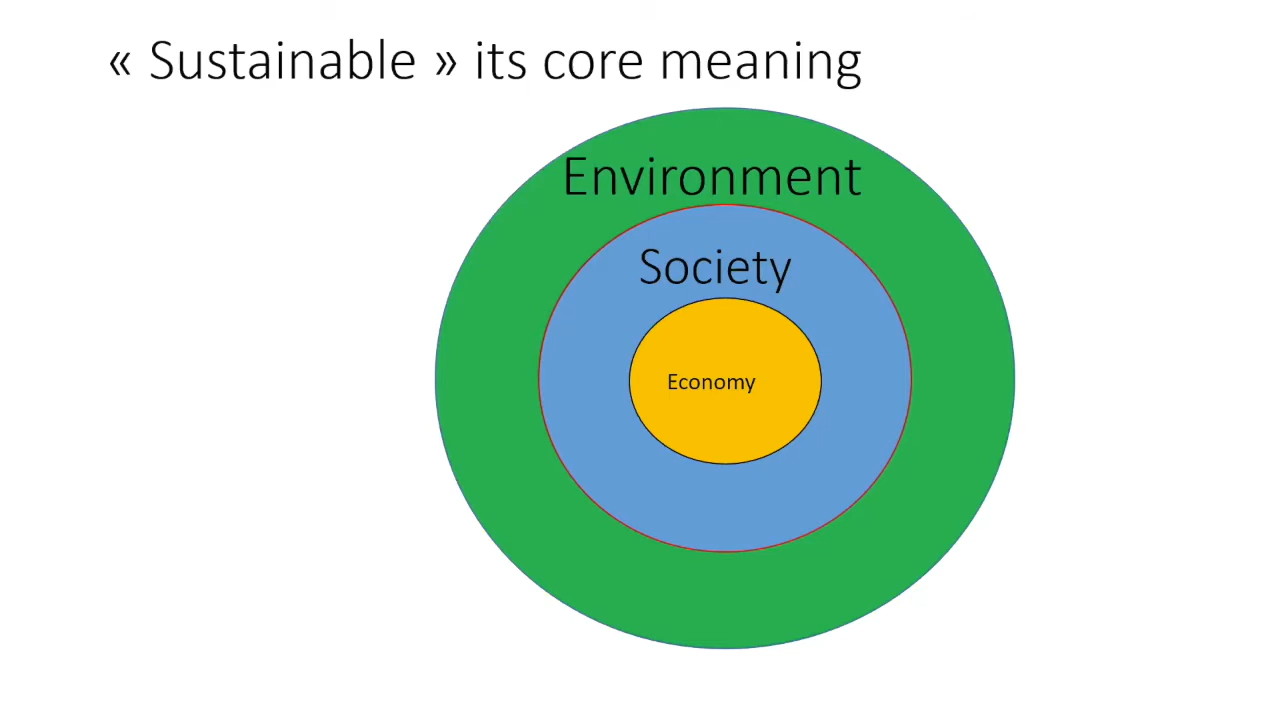 « Sustainable » its core meaning
Environment
Society
Economy